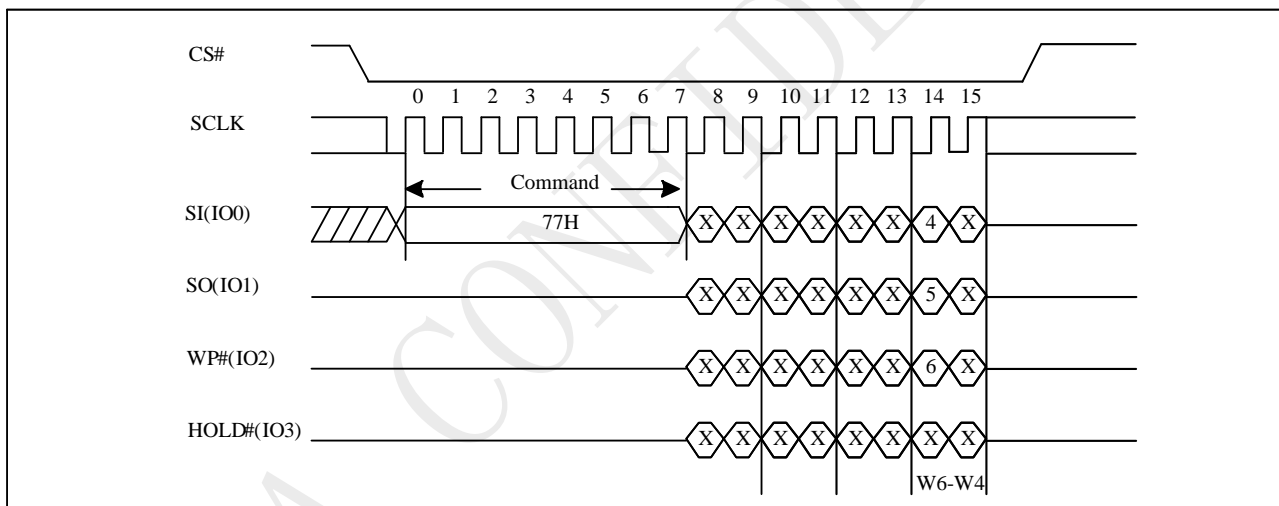 CS#
0 1 2 3 4 5 6 7 8 9 10 11 12 13 14 15
SCLK
Command
SI(IO0) 77H X X X X X X 4 X
SO(IO1) X X X X X X 5 X
WP#(IO2) X X X X X X 6 X
HOLD#(IO3) X X X X X X X X
W6-W4
A CONFIDE